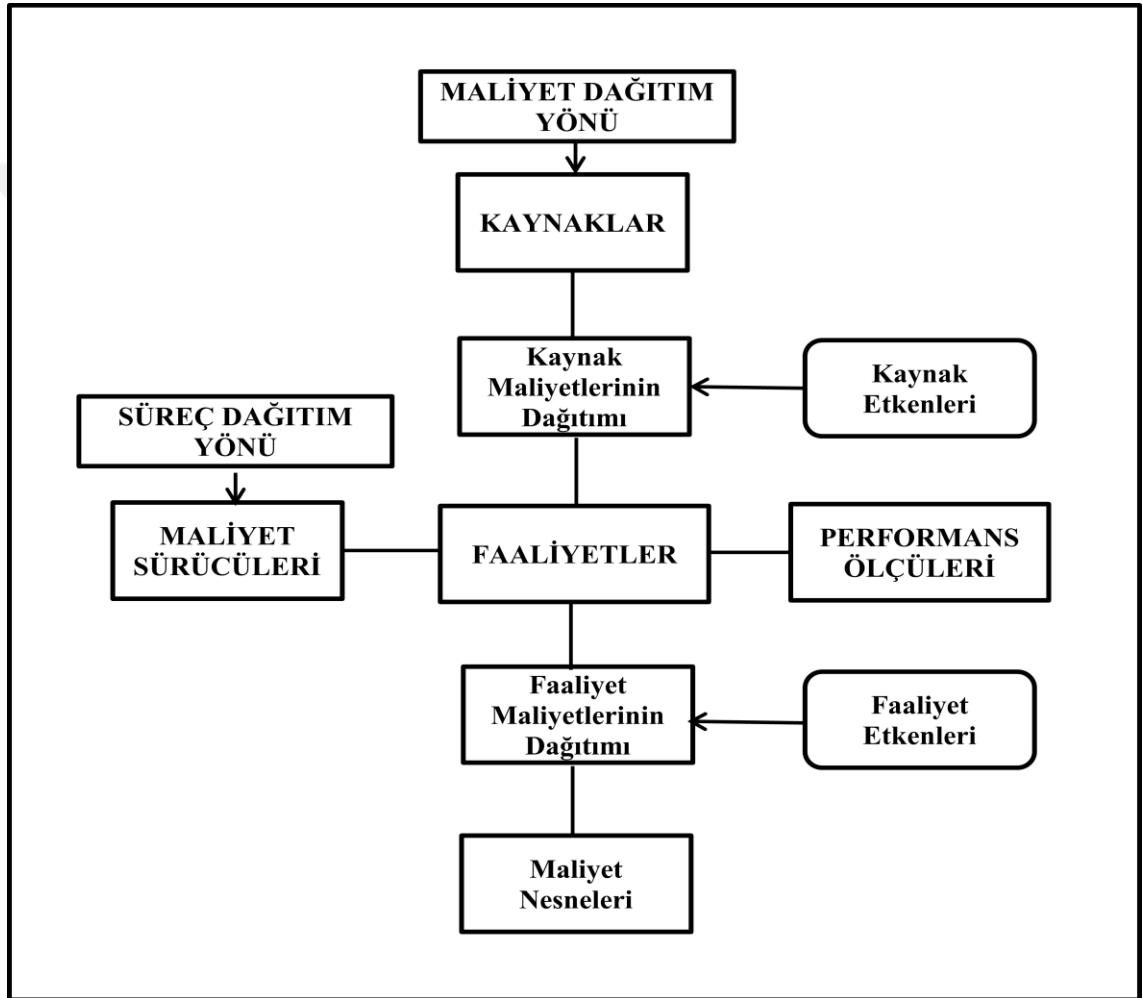 MALİYET DAĞITIM
YÖNÜ
KAYNAKLAR
Kaynak
Maliyetlerinin
Dağıtımı
Kaynak
Etkenleri
SÜREÇ DAĞITIM
YÖNÜ
MALİYET
SÜRÜCÜLERİ
FAALİYETLER
PERFORMANS
ÖLÇÜLERİ
Faaliyet
Maliyetlerinin
Dağıtımı
Faaliyet
Etkenleri
Maliyet
Nesneleri